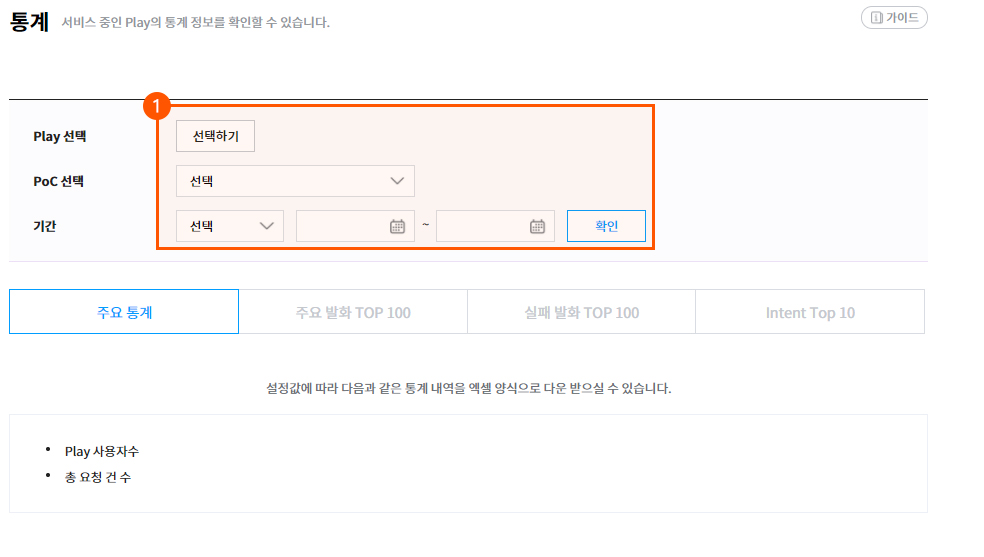 통계 서비스 중인 Play의 통계 정보를 확인할 수 있습니다. 가이드
1
Play 선택 선택하기
PoC 선택 선택
기간 선택 ~ 확인
주요 통계 주요 발화 TOP 100 실패 발화 TOP 100 Intent Top 10
설정값에 따라 다음과 같은 통계 내역을 엑셀 양식으로 다운 받으실 수 있습니다.
• Play 사용자수
• 총 요청 건 수